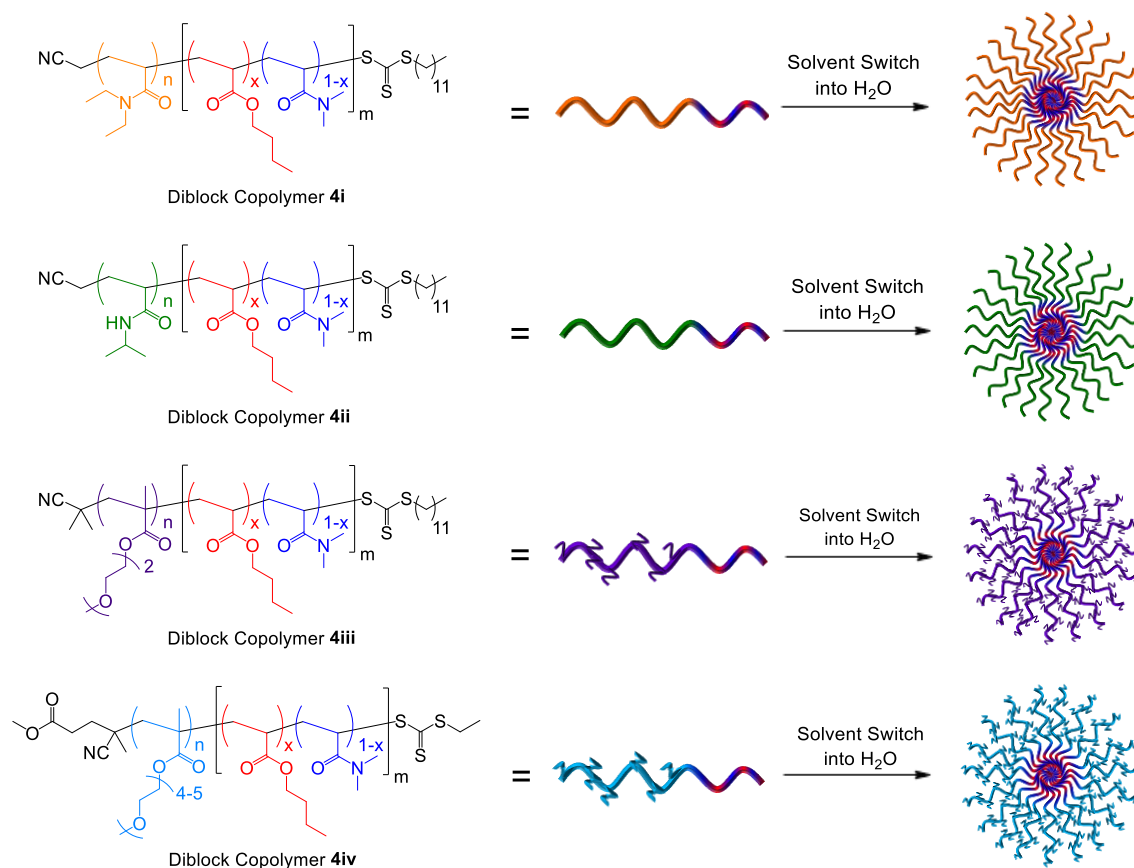 NC
n
x
1-x
m
N
O
O
O
O
N
S
S
S
11
Diblock Copolymer 4i
=
Solvent Switch
into H2O
NC
n
x
1-x
m
HN
O
O
O
O
N
S
S
S
11
Diblock Copolymer 4ii
=
Solvent Switch
into H2O
NC
n
x
1-x
m
O
O
2
O
O
O
O
N
S
S
S
11
Diblock Copolymer 4iii
=
Solvent Switch
into H2O
O
O
NC
n
x
1-x
m
O
O
4-5
O
O
O
O
N
S
S
S
Diblock Copolymer 4iv
=
Solvent Switch
into H2O